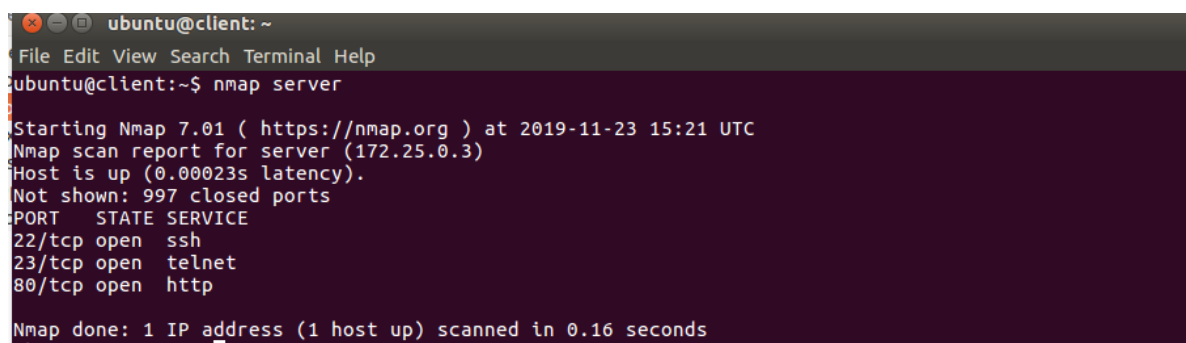 ubuntu@client: ~
File Edit View Search Terminal Help
ubuntu@client:~$ nmap server
Starting Nmap 7.01 ( https://nmap.org ) at 2019-11-23 15:21 UTC
Nmap scan report for server (172.25.0.3)
Host is up (0.00023s latency).
Not shown: 997 closed ports
PORT   STATE SERVICE
22/tcp open  ssh
23/tcp open  telnet
80/tcp open  http
Nmap done: 1 IP address (1 host up) scanned in 0.16 seconds